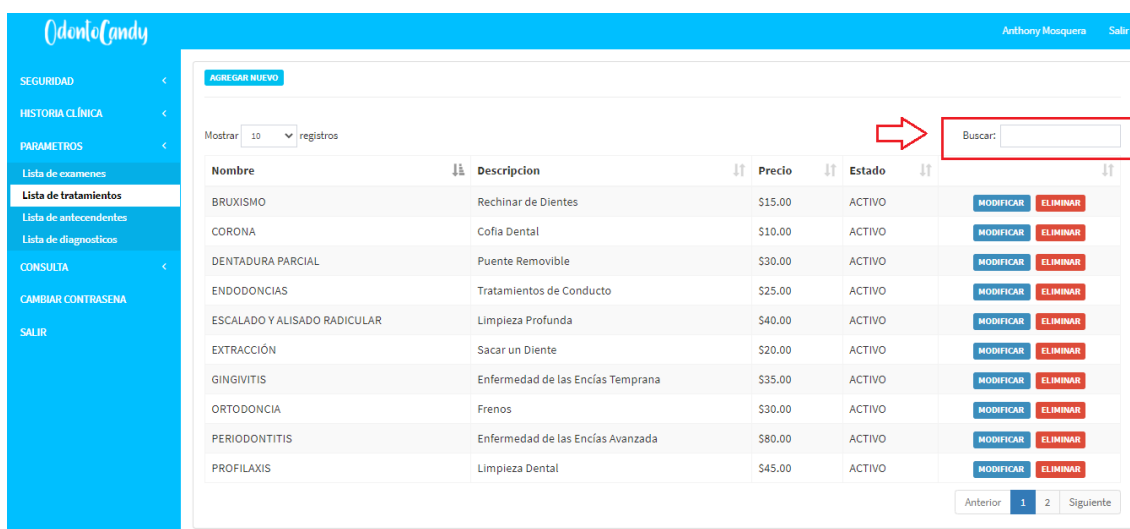 OdontoCandy
Anthony Mosquera Salir
SEGURIDAD
HISTORIA CLÍNICA
PARAMETROS
Lista de examenes
Lista de tratamientos
Lista de antecendentes
Lista de diagnosticos
CONSULTA
CAMBIAR CONTRASENA
SALIR
AGREGAR NUEVO
Mostrar 10 registros
Buscar:
Nombre Descripcion Precio Estado
BRUXISMO Rechinar de Dientes $15.00 ACTIVO MODIFICAR ELIMINAR
CORONA Cofia Dental $10.00 ACTIVO MODIFICAR ELIMINAR
DENTADURA PARCIAL Puente Removible $30.00 ACTIVO MODIFICAR ELIMINAR
ENDODONCIAS Tratamientos de Conducto $25.00 ACTIVO MODIFICAR ELIMINAR
ESCALADO Y ALISADO RADICULAR Limpieza Profunda $40.00 ACTIVO MODIFICAR ELIMINAR
EXTRACCIÓN Sacar un Diente $20.00 ACTIVO MODIFICAR ELIMINAR
GINGIVITIS Enfermedad de las Encías Temprana $35.00 ACTIVO MODIFICAR ELIMINAR
ORTODONCIA Frenos $30.00 ACTIVO MODIFICAR ELIMINAR
PERIODONTITIS Enfermedad de las Encías Avanzada $80.00 ACTIVO MODIFICAR ELIMINAR
PROFILAXIS Limpieza Dental $45.00 ACTIVO MODIFICAR ELIMINAR
Anterior 1 2 Siguiente